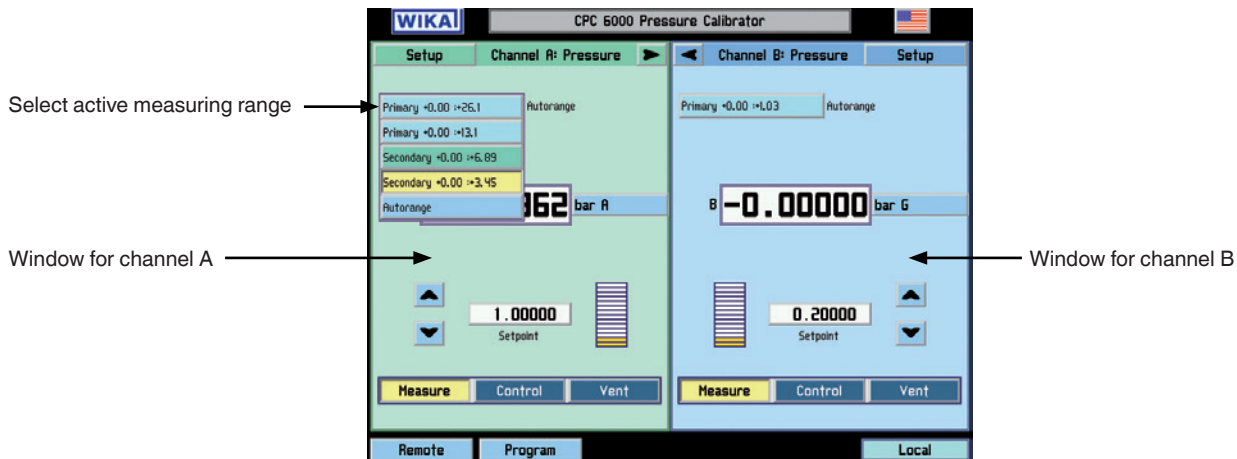 WIKA
CPC 6000 Pressure Calibrator
Setup
Channel A: Pressure
Channel B: Pressure
Setup
Select active measuring range
Primary +0.00 :+26.1
Autorange
Primary +0.00 :+13.1
Secondary +0.00 :+6.89
Secondary +0.00 :+3.45
Autorange
Primary +0.00 :+1.03
Autorange
bar A
B
-0.00000
bar G
Window for channel A
Window for channel B
1.00000
Setpoint
0.20000
Setpoint
Measure
Control
Vent
Measure
Control
Vent
Remote
Program
Local